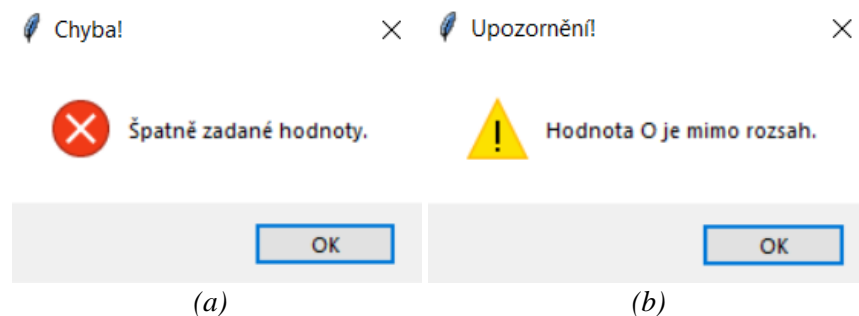 Chyba!
Špatně zadané hodnoty.
OK
(a)
Upozornění!
Hodnota O je mimo rozsah.
OK
(b)